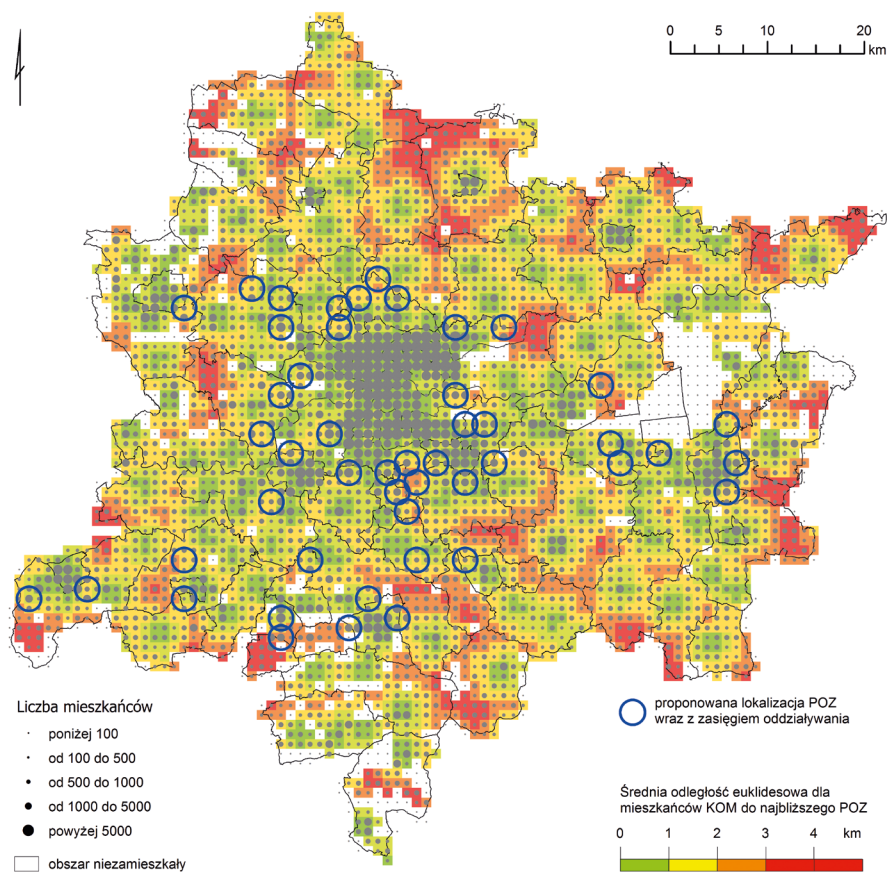 0 5 10 20
km
Liczba mieszkańców
poniżej 100
od 100 do 500
od 500 do 1000
od 1000 do 5000
powyżej 5000
obszar niezamieszkały
proponowana lokalizacja POZ
wraz z zasięgiem oddziaływania
Średnia odległość euklidesowa dla
mieszkańców KOM do najbliższego POZ
0 1 2 3 4 km